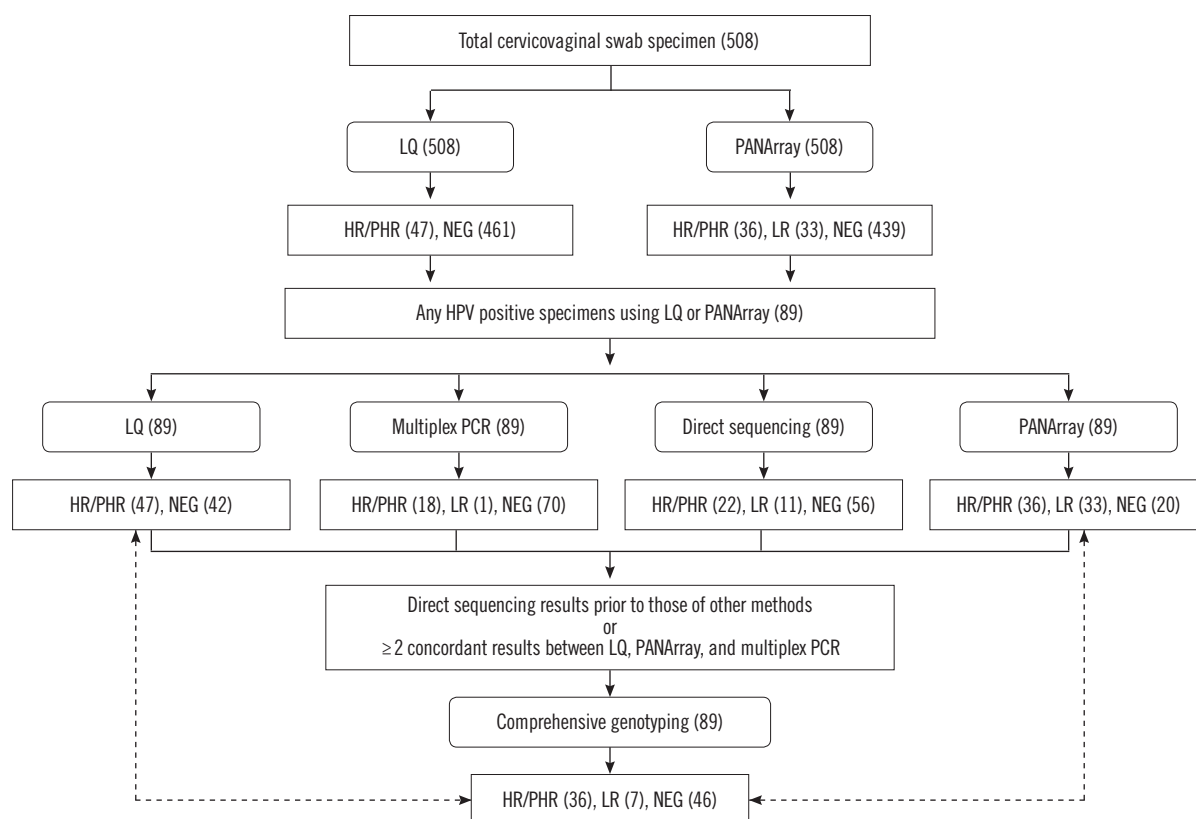 Total cervicovaginal swab specimen (508)
LQ (508)
PANArray (508)
HR/PHR (47), NEG (461)
HR/PHR (36), LR (33), NEG (439)
Any HPV positive specimens using LQ or PANArray (89)
LQ (89)
Multiplex PCR (89)
Direct sequencing (89)
PANArray (89)
HR/PHR (47), NEG (42)
HR/PHR (18), LR (1), NEG (70)
HR/PHR (22), LR (11), NEG (56)
HR/PHR (36), LR (33), NEG (20)
Direct sequencing results prior to those of other methods
or
≥2 concordant results between LQ, PANArray, and multiplex PCR
Comprehensive genotyping (89)
HR/PHR (36), LR (7), NEG (46)